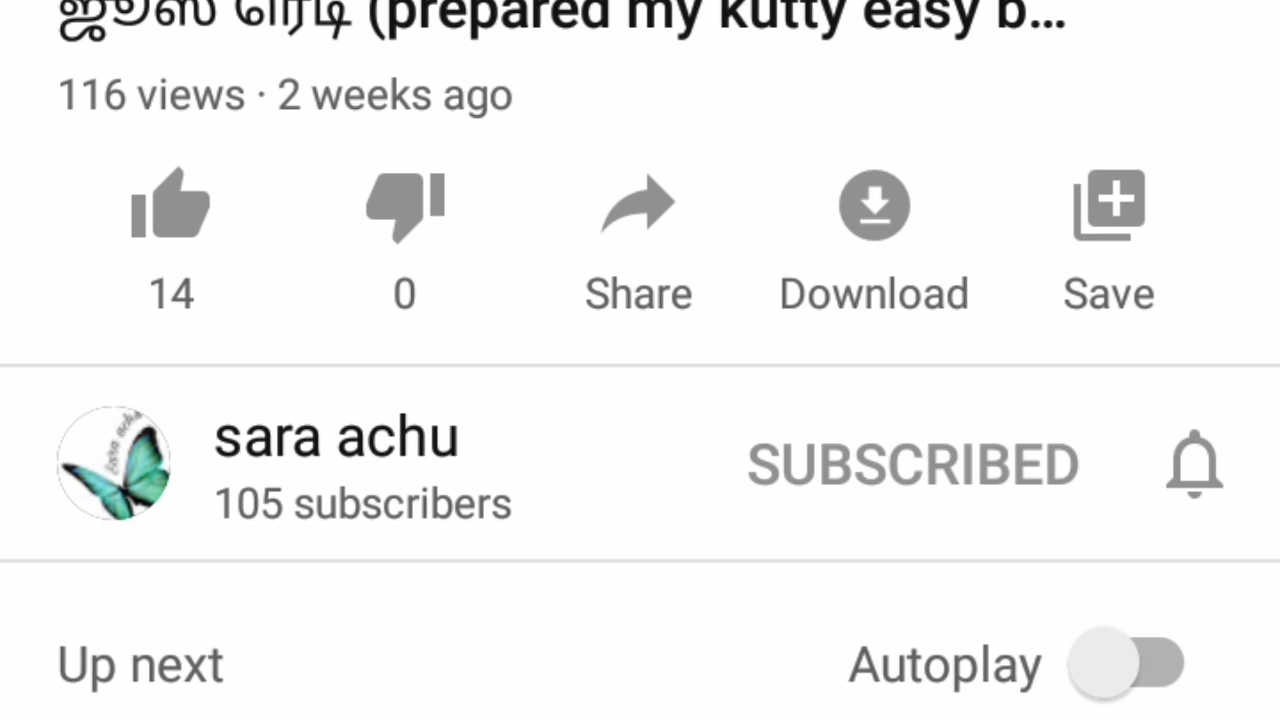 ஜூஸ் ரெடி (prepared my kutty easy b...
116 views · 2 weeks ago
14
0
Share
Download
Save
sara achu
105 subscribers
SUBSCRIBED
Up next
Autoplay